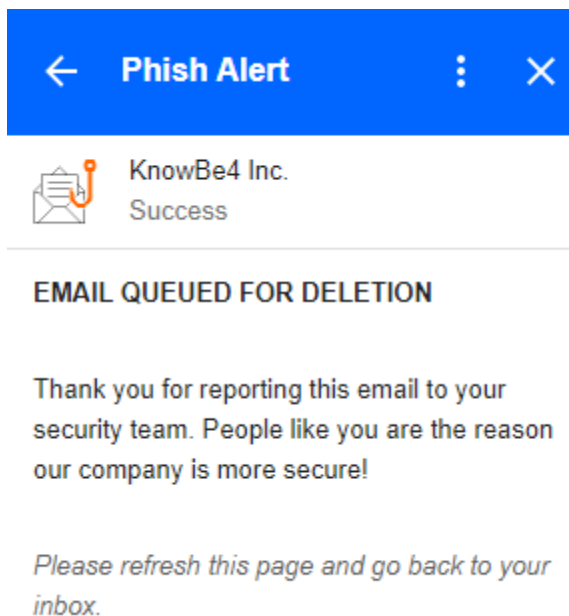 Phish Alert
KnowBe4 Inc.
Success
EMAIL QUEUED FOR DELETION
Thank you for reporting this email to your
security team. People like you are the reason
our company is more secure!
Please refresh this page and go back to your
inbox.